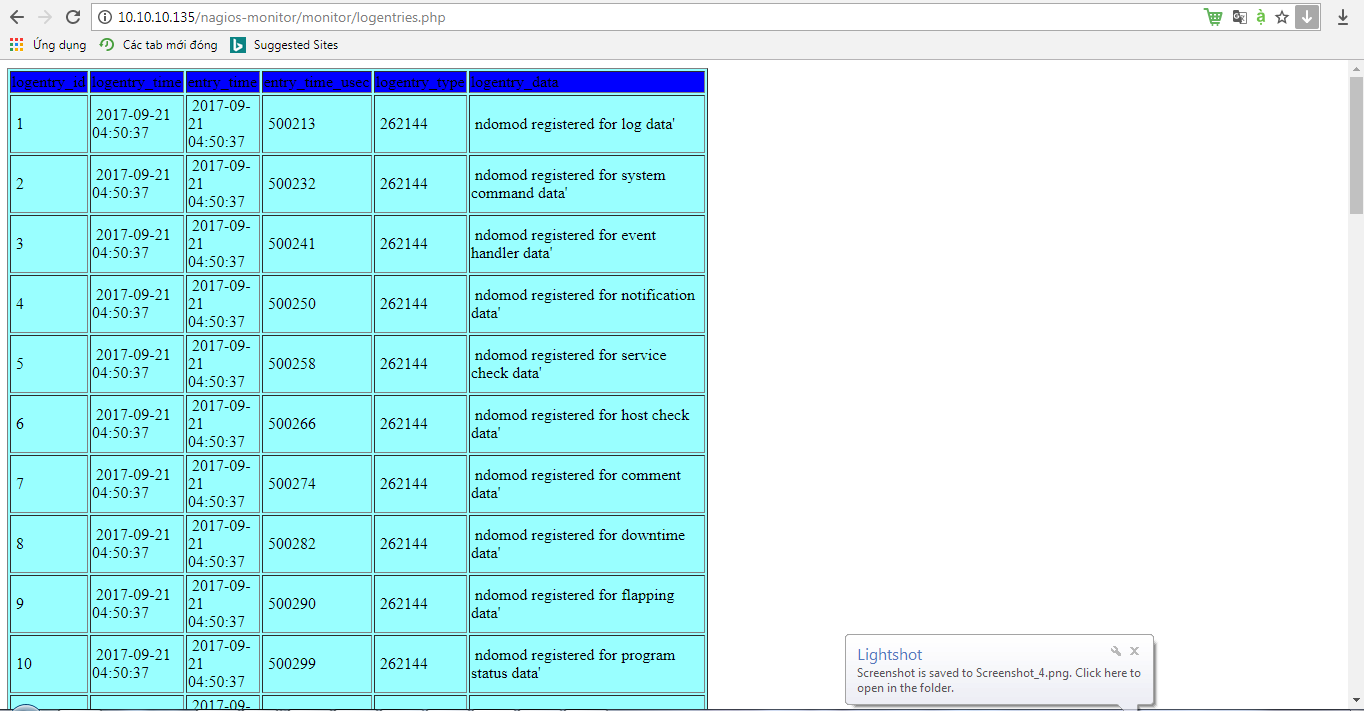 10.10.10.135/nagios-monitor/monitor/logentries.php
Ứng dụng Các tab mới đóng Suggested Sites
logentry_id logentry_time entry_time entry_time_usec logentry_type logentry_data
1 2017-09-21 04:50:37 2017-09-21 04:50:37 500213 262144 ndomod registered for log data'
2 2017-09-21 04:50:37 2017-09-21 04:50:37 500232 262144 ndomod registered for system command data'
3 2017-09-21 04:50:37 2017-09-21 04:50:37 500241 262144 ndomod registered for event handler data'
4 2017-09-21 04:50:37 2017-09-21 04:50:37 500250 262144 ndomod registered for notification data'
5 2017-09-21 04:50:37 2017-09-21 04:50:37 500258 262144 ndomod registered for service check data'
6 2017-09-21 04:50:37 2017-09-21 04:50:37 500266 262144 ndomod registered for host check data'
7 2017-09-21 04:50:37 2017-09-21 04:50:37 500274 262144 ndomod registered for comment data'
8 2017-09-21 04:50:37 2017-09-21 04:50:37 500282 262144 ndomod registered for downtime data'
9 2017-09-21 04:50:37 2017-09-21 04:50:37 500290 262144 ndomod registered for flapping data'
10 2017-09-21 04:50:37 2017-09-21 04:50:37 500299 262144 ndomod registered for program status data'
2017-09-
Lightshot
Screenshot is saved to Screenshot_4.png. Click here to
open in the folder.